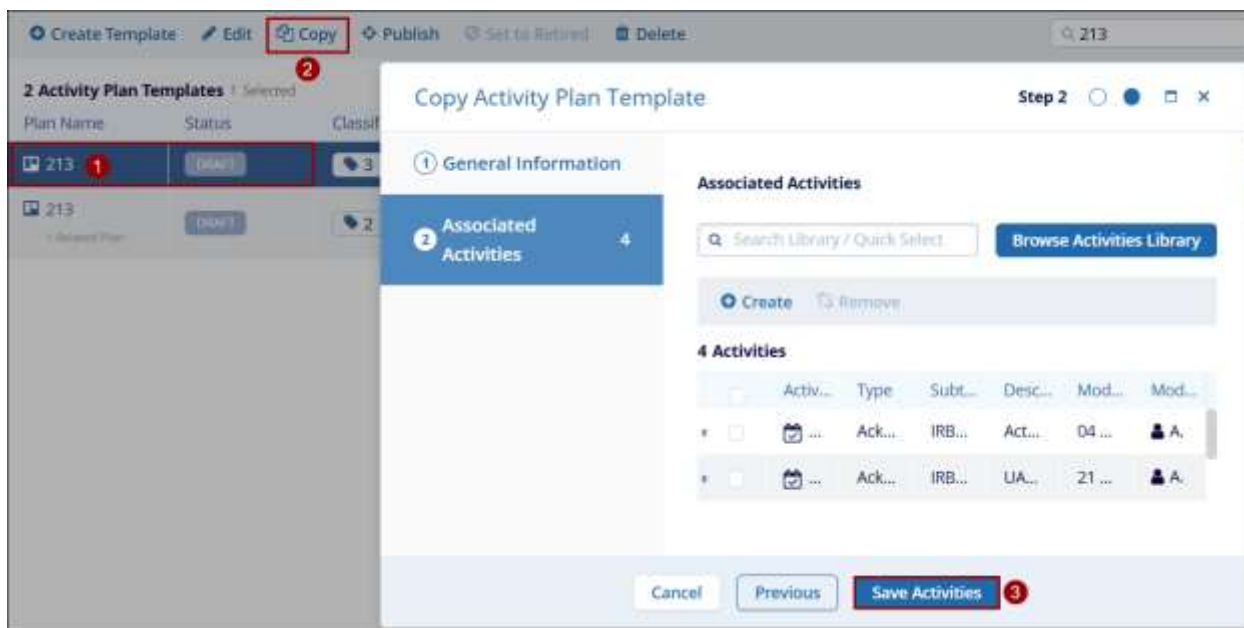 Create Template Edit Copy Publish Set to Retired Delete 213
2
2 Activity Plan Templates 1 Selected
Plan Name Status Classif
213 1 DRAFT 3
213 DRAFT 2
Copy Activity Plan Template Step 2
1 General Information
2 Associated Activities 4
Associated Activities
Search Library / Quick Select Browse Activities Library
Create Remove
4 Activities
Activ... Type Subt... Desc... Mod... Mod...
... Ack... IRB... Act... 04 ... A.
... Ack... IRB... UA... 21 ... A.
Cancel Previous Save Activities 3